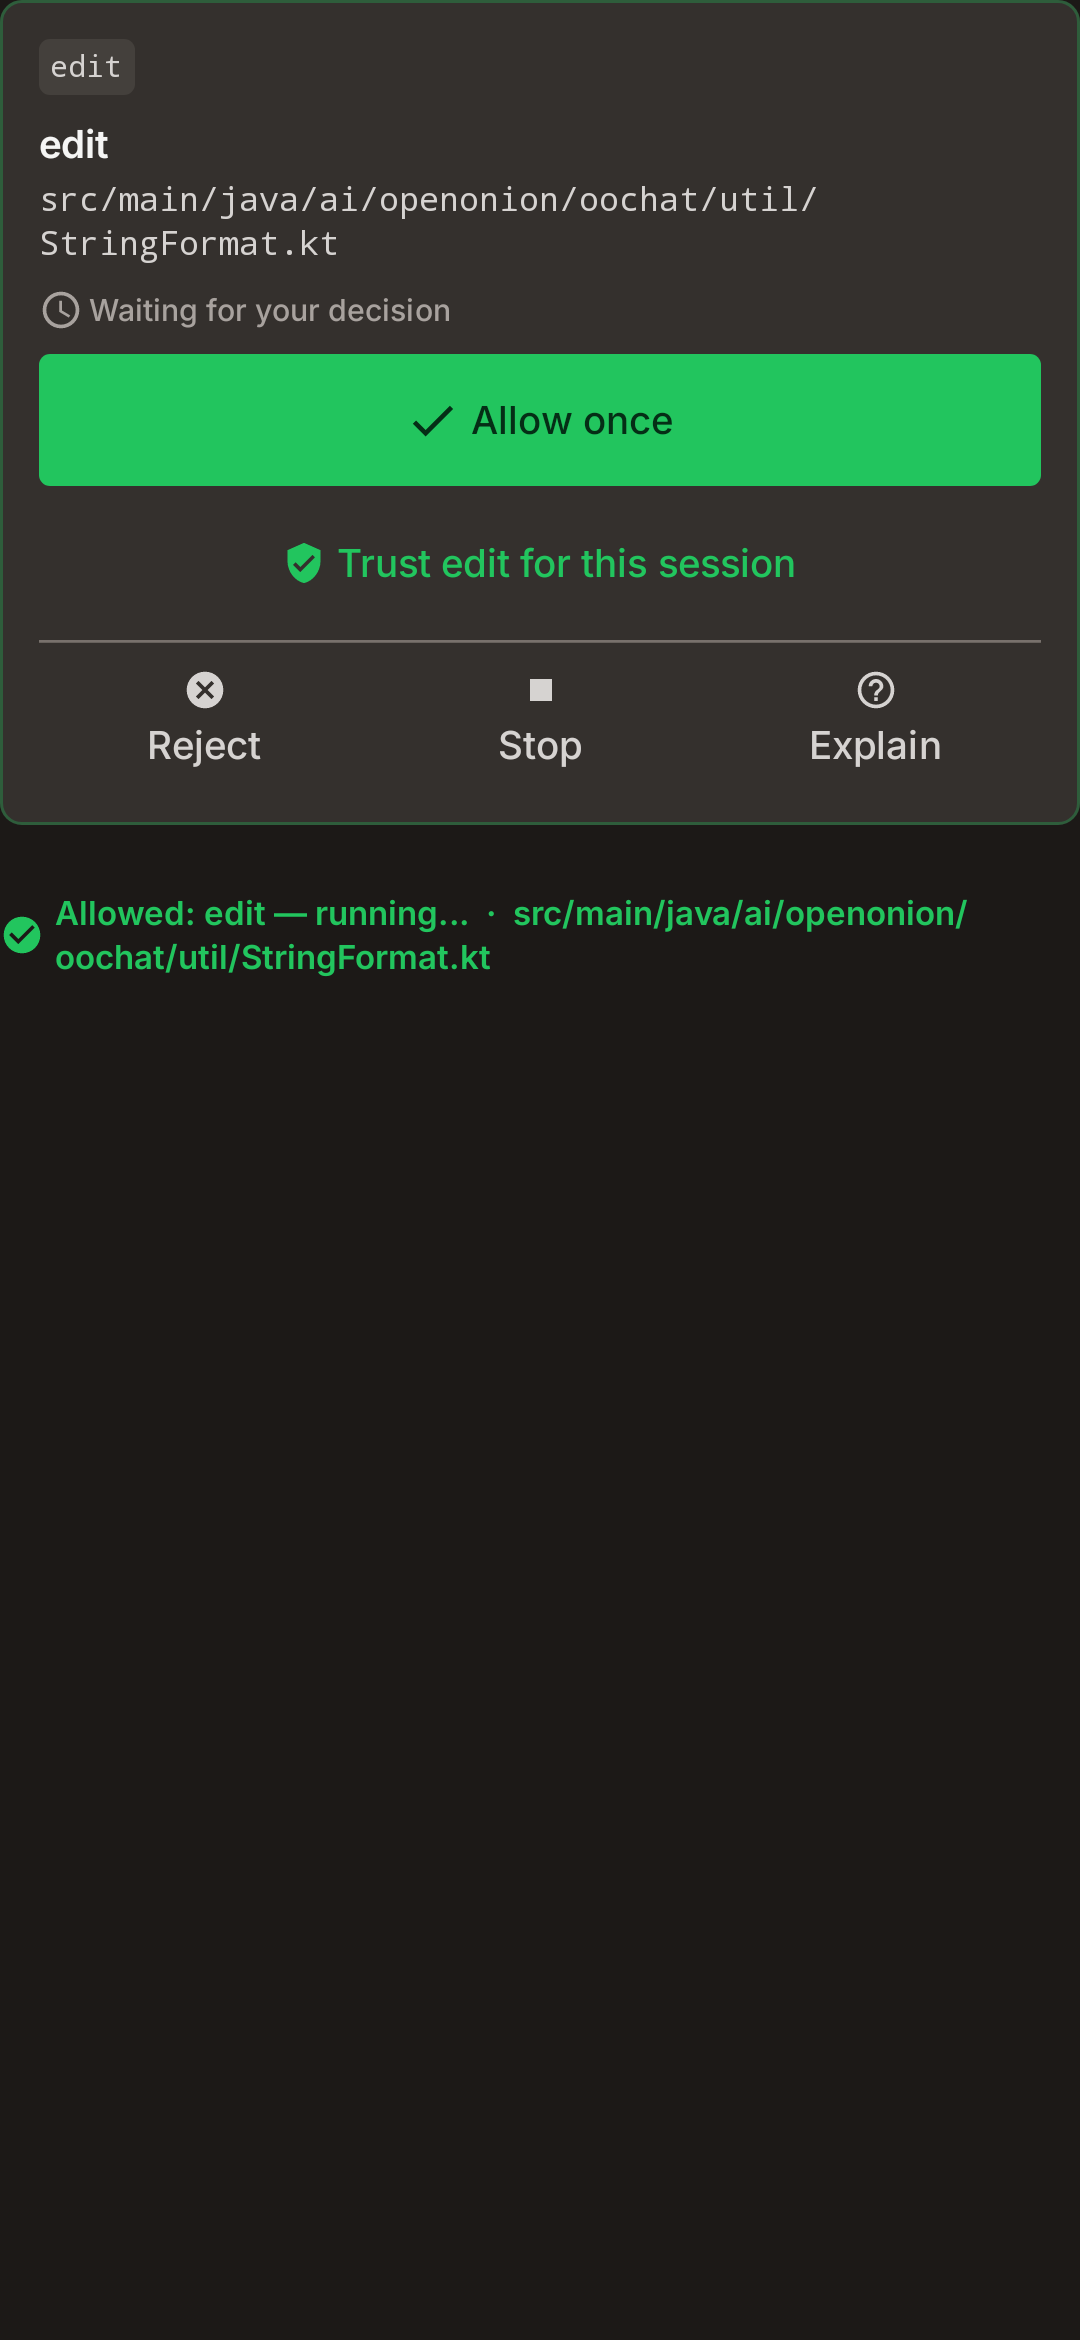 edit
edit
src/main/java/ai/openonion/oochat/util/
StringFormat.kt
Waiting for your decision
Allow once
Trust edit for this session
Reject
Stop
Explain
Allowed: edit — running... · src/main/java/ai/openonion/
oochat/util/StringFormat.kt